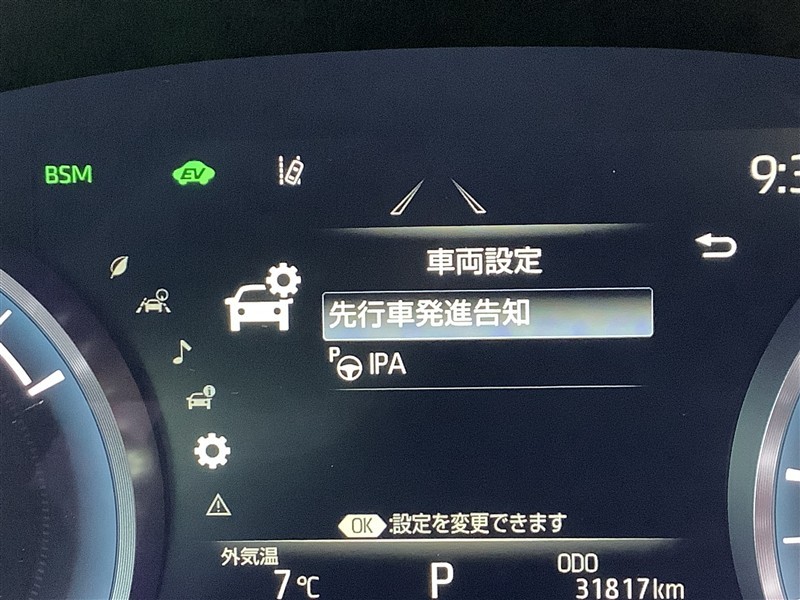 BSM
EV
9:3
車両設定
先行車発進告知
P IPA
OK :設定を変更できます
外気温
7℃
P
ODO
31817km